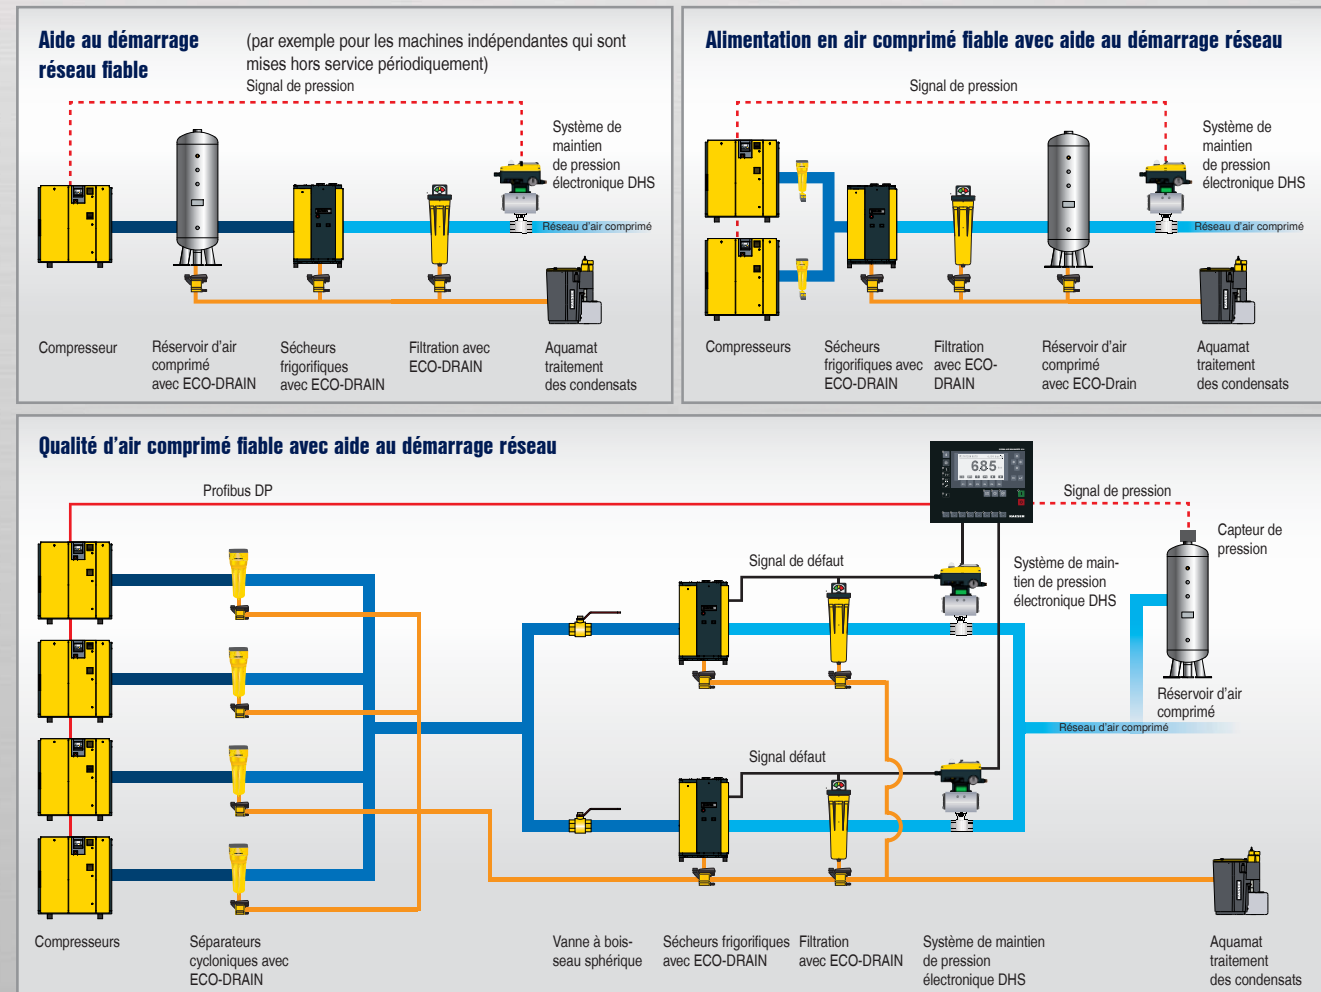 Aide au démarrage
réseau fiable
(par exemple pour les machines indépendantes qui sont
mises hors service périodiquement)
Signal de pression
Système de
maintien
de pression
électronique DHS
Réseau d'air comprimé
Compresseur
Réservoir d'air
comprimé
avec ECO-DRAIN
Sécheurs
frigorifiques
avec ECO-DRAIN
Filtration avec
ECO-DRAIN
Aquamat
traitement
des condensats
Alimentation en air comprimé fiable avec aide au démarrage réseau
Signal de pression
Système de
maintien
de pression
électronique DHS
Réseau d'air comprimé
Compresseurs
Sécheurs
frigorifiques avec
ECO-DRAIN
Filtration
avec ECO-
DRAIN
Réservoir d'air
comprimé
avec ECO-Drain
Aquamat
traitement
des condensats
Qualité d'air comprimé fiable avec aide au démarrage réseau
Profibus DP
6.85
KAESER
Signal de pression
Capteur de
pression
Signal de défaut
Système de main-
tien de pression
électronique DHS
Réservoir d'air
comprimé
Réseau d'air comprimé
Signal défaut
Compresseurs
Séparateurs
cycloniques avec
ECO-DRAIN
Vanne à bois-
seau sphérique
Sécheurs frigorifiques
avec ECO-DRAIN
Filtration
avec ECO-DRAIN
Système de maintien
de pression
électronique DHS
Aquamat
traitement
des condensats